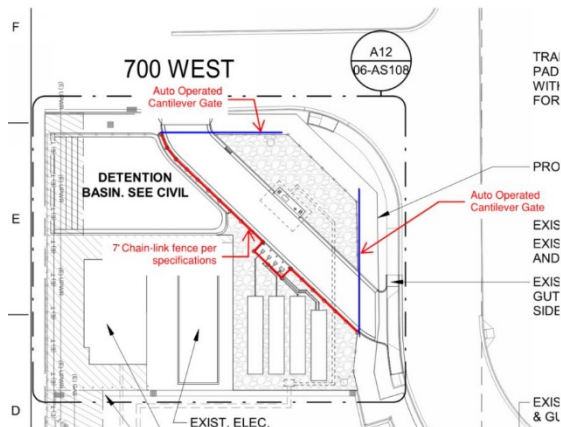 F
A12
06-AS108
700 WEST
Auto Operated
Cantilever Gate
TRA
PAD
WITH
FOR
DETENTION
BASIN. SEE CIVIL
PRO
Auto Operated
Cantilever Gate
E
7' Chain-link fence per
specifications
EXIS
EXIS
AND
EXIS
GUT
SIDE
D
EXIST. ELEC.
EXIS
& GU